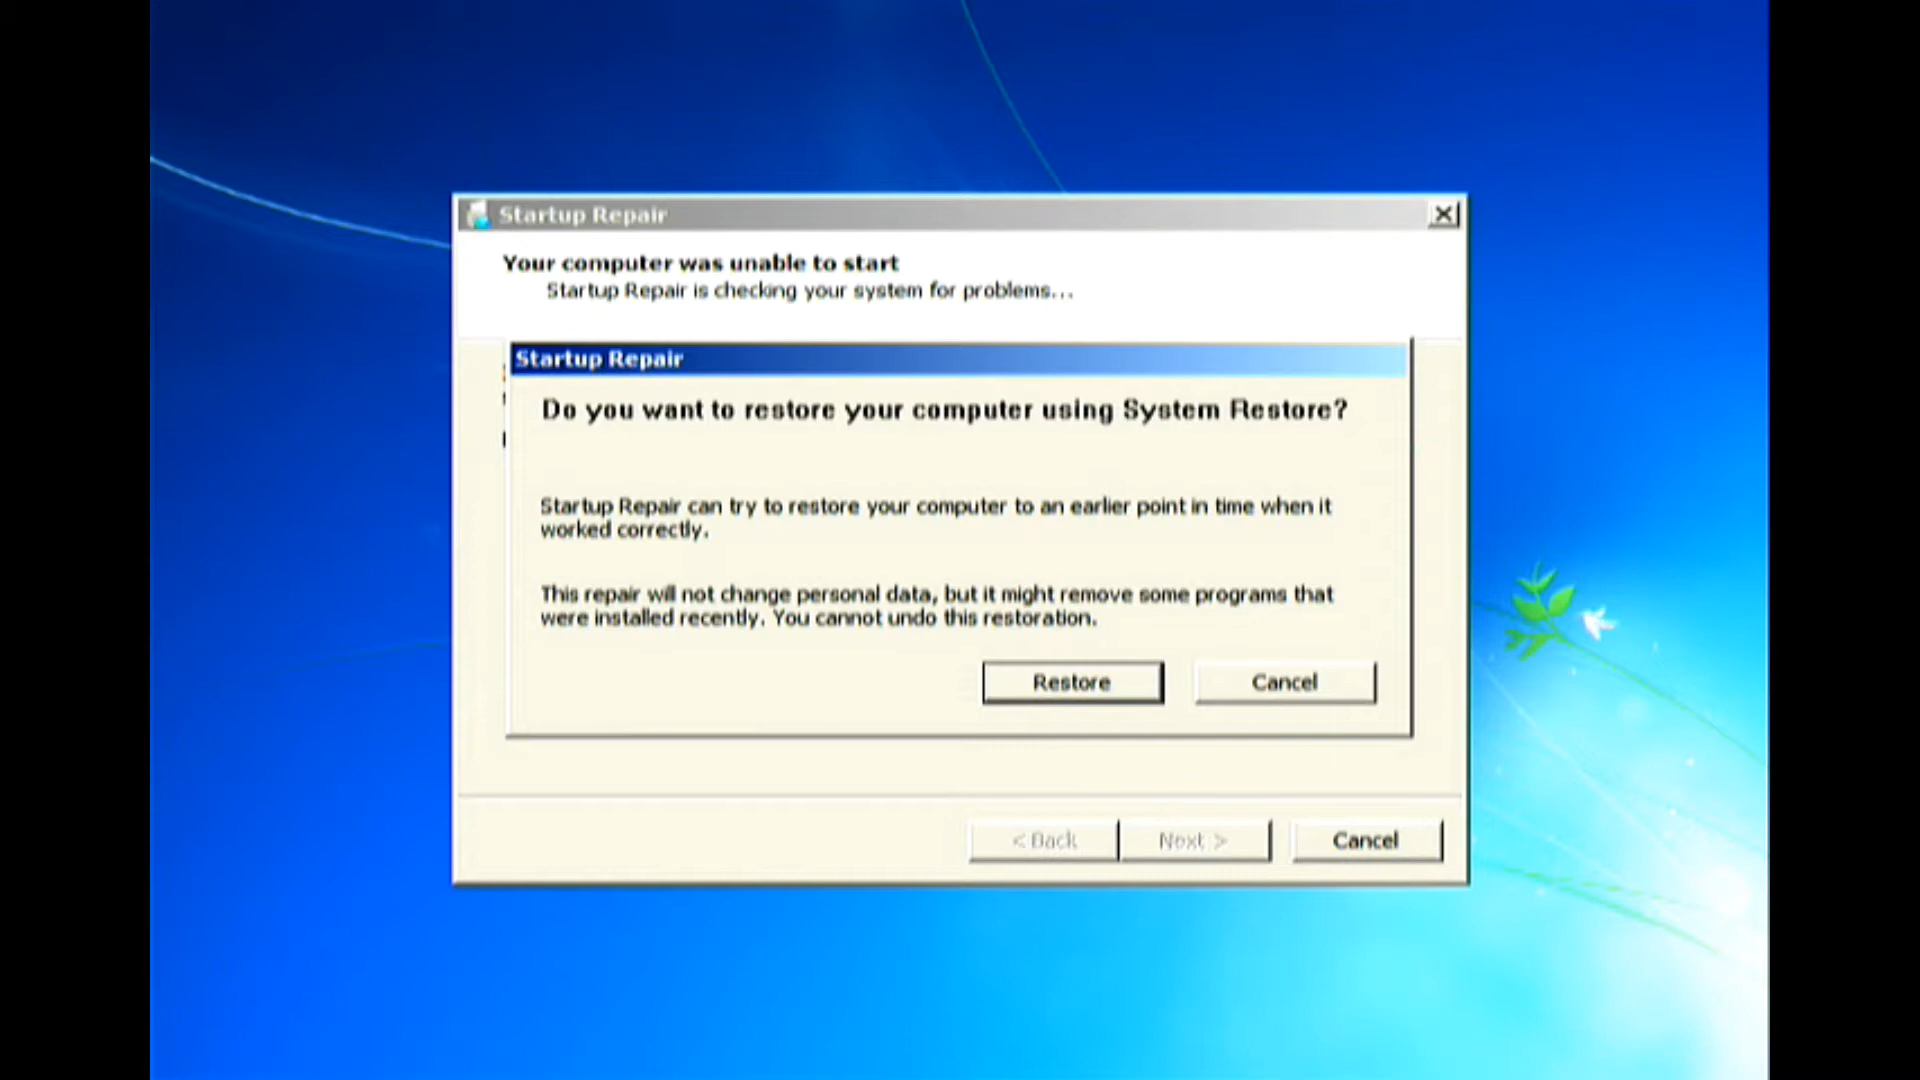 Startup Repair
Your computer was unable to start
Startup Repair is checking your system for problems...
Startup Repair
Do you want to restore your computer using System Restore?
Startup Repair can try to restore your computer to an earlier point in time when it
worked correctly.
This repair will not change personal data, but it might remove some programs that
were installed recently. You cannot undo this restoration.
Restore Cancel
< Back Next > Cancel